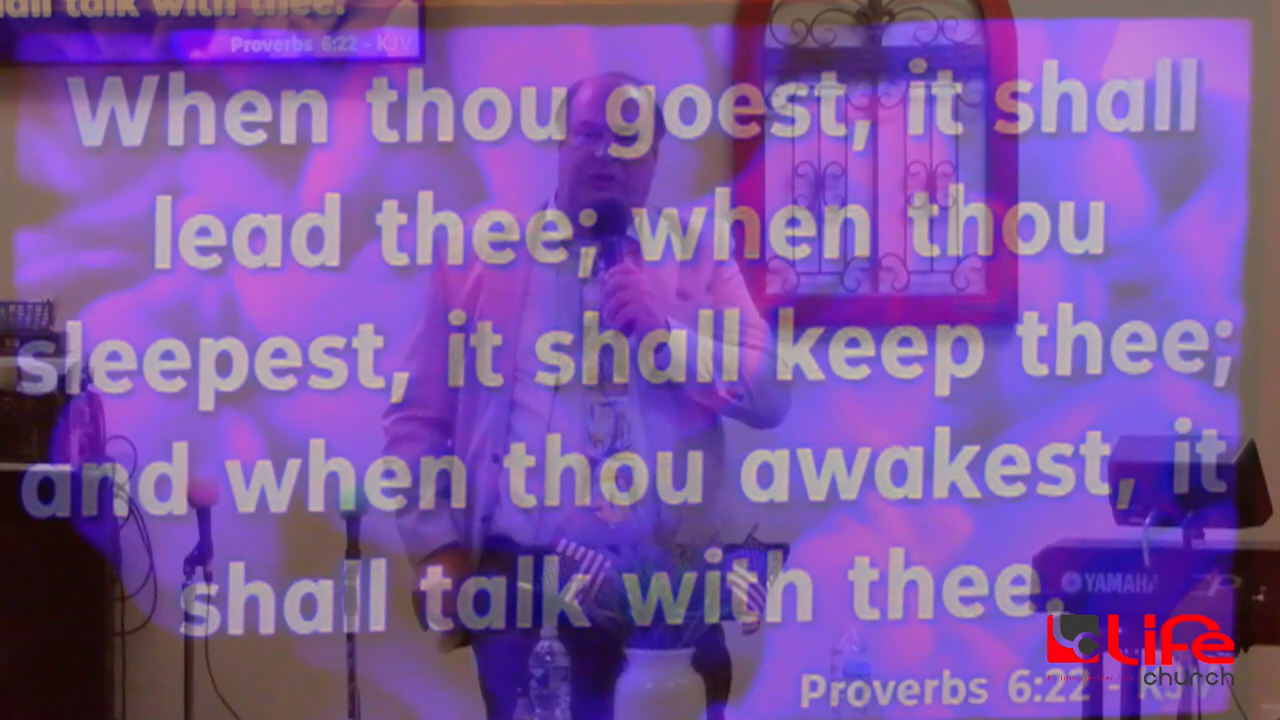 shall talk with thee.
Proverbs 6:22 - KJV
When thou goest, it shall
lead thee; when thou
sleepest, it shall keep thee;
and when thou awakest, it
shall talk with thee.
YAMAHA
Life
church
Proverbs 6:22 - KJV